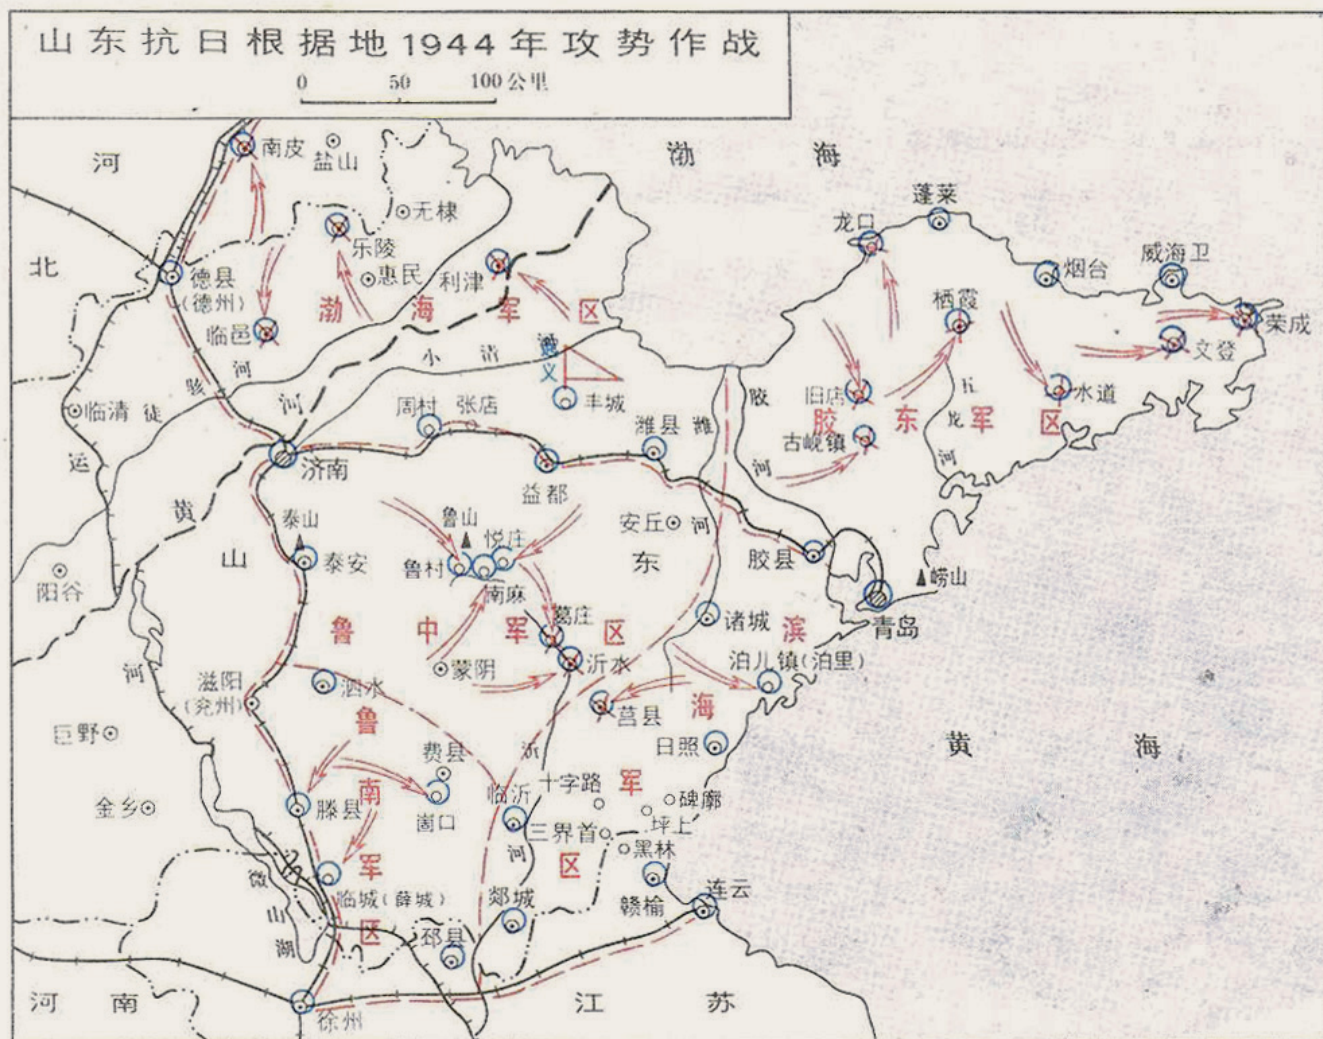 山东抗日根据地1944年攻势作战
0 50 100公里
河
南皮
盐山
渤 海
蓬莱
无棣
龙口
乐陵
威海卫
北
德县
(德州)
惠民
利津
烟台
栖霞
渤 海 军 区
临邑
荣成
文登
小 清 河
骇 河
徒
义
临清
周村
张店
丰城
旧店
五 龙 河
水道
胶 东 军 区
胶 河
古岘镇
潍县
潍 河
运 河
济南
益都
黄 河
泰山
鲁山
悦庄
安丘
山 东
泰安
鲁村
南麻
胶县
崂山
阳谷
青岛
葛庄
诸城
鲁 中 军 区
滨 海 军 区
蒙阴
沂水
泊儿镇(泊里)
滋阳
(兖州)
泗水
莒县
鲁 南 军 区
日照
巨野
黄 海
费县
沂 河
十字路
碑廓
金乡
滕县
崮口
临沂
坪上
三界首
黑林
微 山 湖
临城(薛城)
郯城
赣榆
连云
邳县
河 南
徐州
江 苏